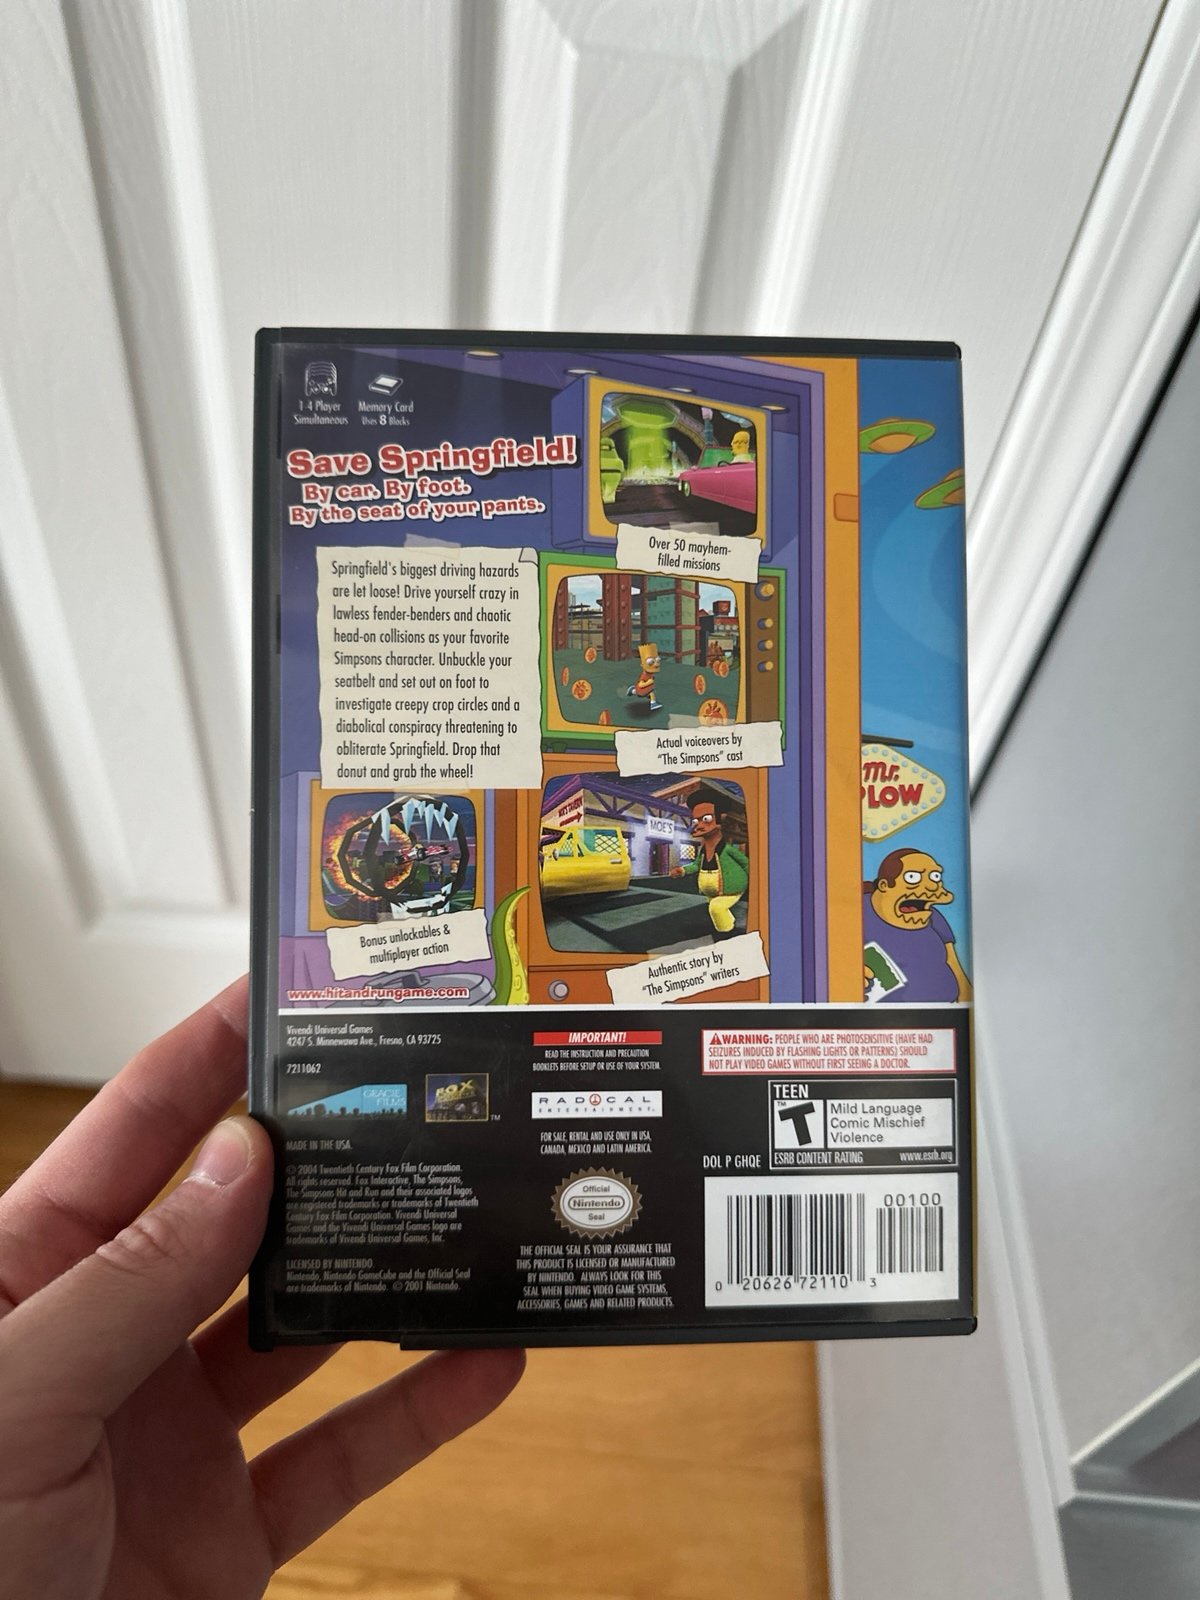 1-4 Player
Simultaneous
Memory Card
Uses 8 Blocks
Save Springfield!
By car. By foot.
By the seat of your pants.
Over 50 mayhem-
filled missions
Springfield's biggest driving hazards
are let loose! Drive yourself crazy in
lawless fender-benders and chaotic
head-on collisions as your favorite
Simpsons character. Unbuckle your
seatbelt and set out on foot to
investigate creepy crop circles and a
diabolical conspiracy threatening to
obliterate Springfield. Drop that
donut and grab the wheel!
Actual voiceovers by
"The Simpsons" cast
Mr.
PLOW
MOE'S
Bonus unlockables &
multiplayer action
Authentic story by
"The Simpsons" writers
www.hitandrungame.com
Vivendi Universal Games
4247 S. Minnewawa Ave., Fresno, CA 93725
7211062
GRACIE
FILMS
FOX
TM
MADE IN THE USA.
© 2004 Twentieth Century Fox Film Corporation.
All rights reserved. Fox Interactive, The Simpsons,
The Simpsons Hit and Run and their associated logos
are registered trademarks or trademarks of Twentieth
Century Fox Film Corporation. Vivendi Universal
Games and the Vivendi Universal Games logo are
trademarks of Vivendi Universal Games, Inc.
LICENSED BY NINTENDO.
Nintendo, Nintendo GameCube and the Official Seal
are trademarks of Nintendo. © 2001 Nintendo.
IMPORTANT!
READ THE INSTRUCTION AND PRECAUTION
BOOKLETS BEFORE SETUP OR USE OF YOUR SYSTEM.
RADICAL
ENTERTAINMENT
FOR SALE, RENTAL AND USE ONLY IN USA,
CANADA, MEXICO AND LATIN AMERICA.
Official
Nintendo
Seal
THE OFFICIAL SEAL IS YOUR ASSURANCE THAT
THIS PRODUCT IS LICENSED OR MANUFACTURED
BY NINTENDO. ALWAYS LOOK FOR THIS
SEAL WHEN BUYING VIDEO GAME SYSTEMS,
ACCESSORIES, GAMES AND RELATED PRODUCTS.
WARNING: PEOPLE WHO ARE PHOTOSENSITIVE (HAVE HAD
SEIZURES INDUCED BY FLASHING LIGHTS OR PATTERNS) SHOULD
NOT PLAY VIDEO GAMES WITHOUT FIRST SEEING A DOCTOR.
TEEN
T
TM
Mild Language
Comic Mischief
Violence
ESRB CONTENT RATING www.esrb.org
DOL P GHQE
00100
0 20626 72110 3